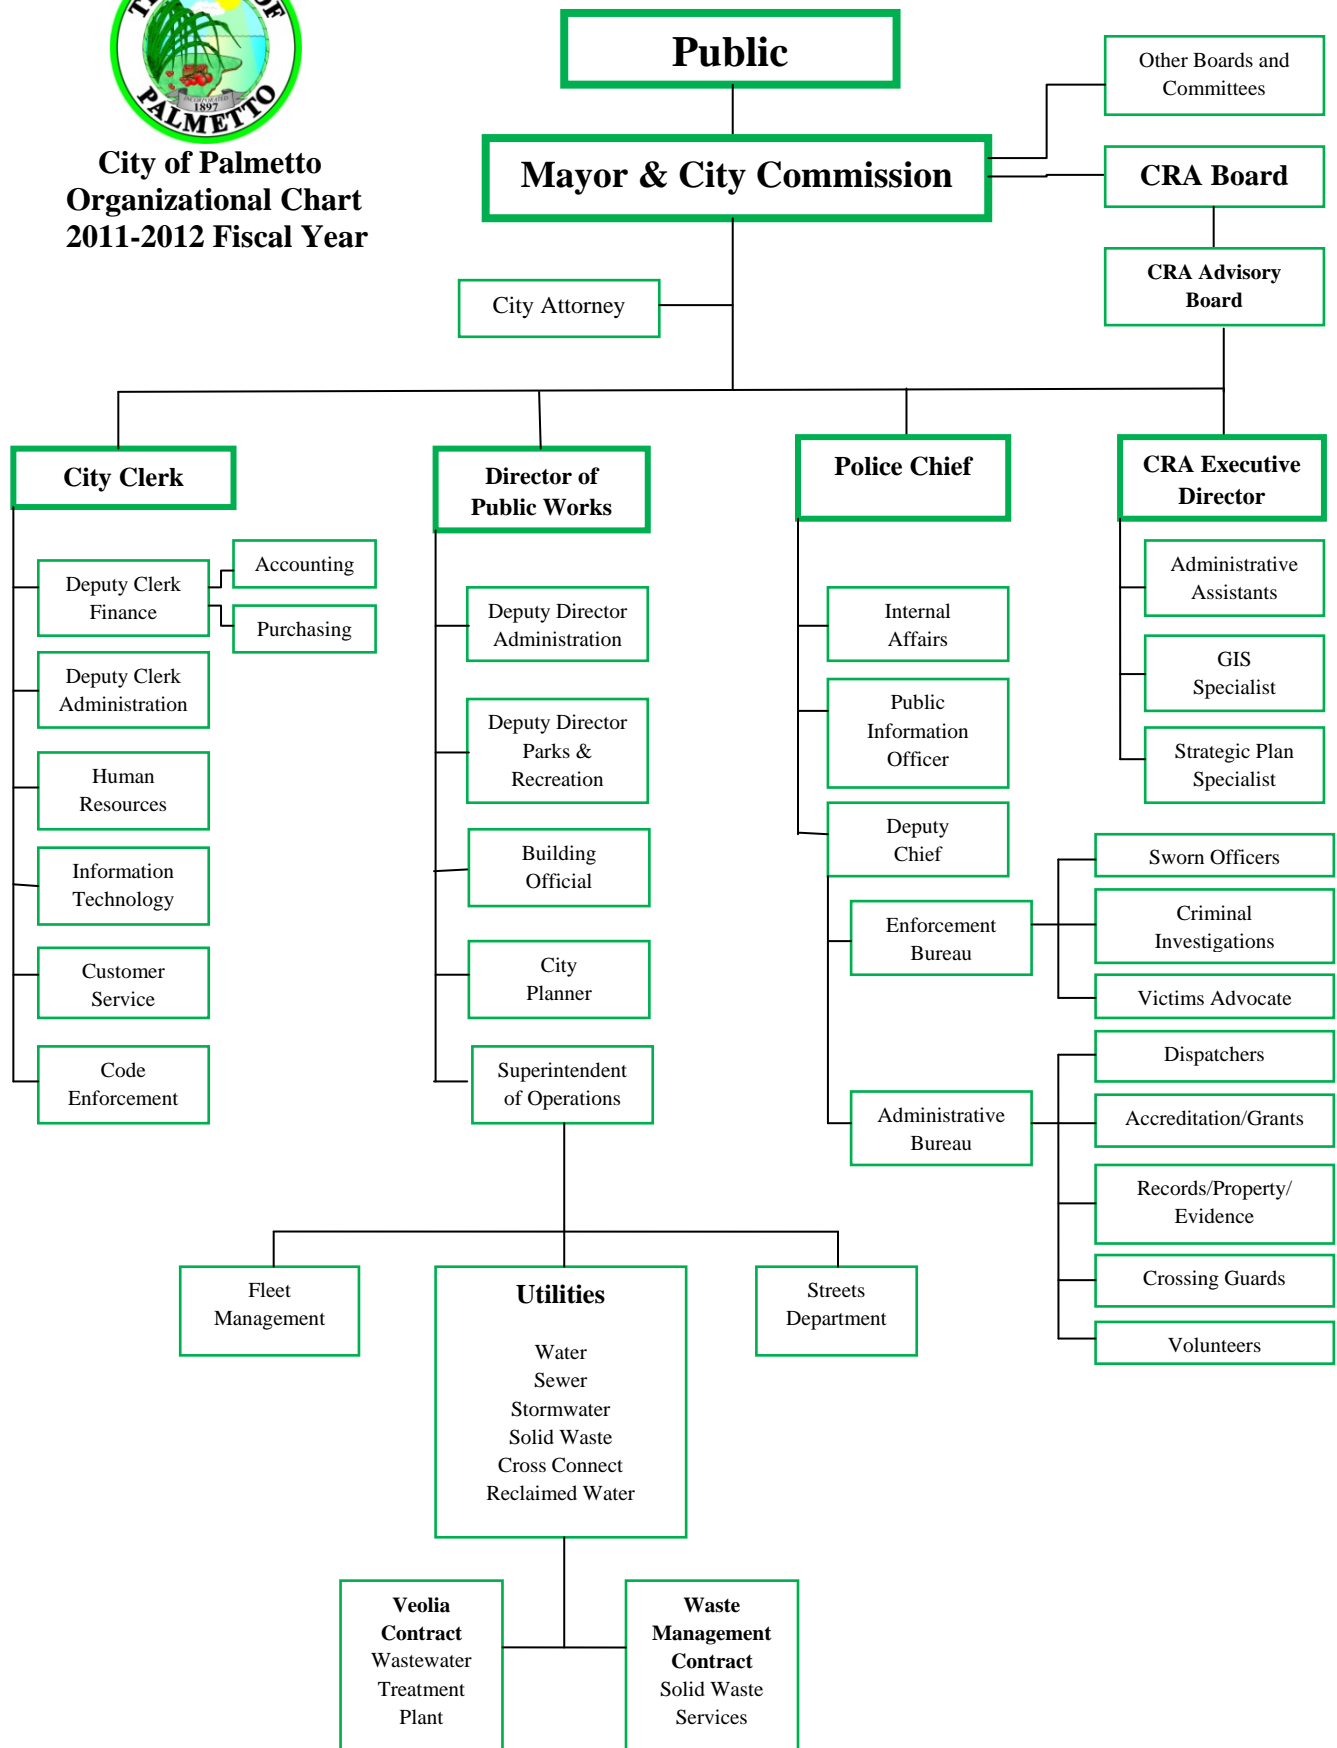 OF
INCORPORATED
1897
PALMETTO
City of Palmetto
Organizational Chart
2011-2012 Fiscal Year
Public
Mayor & City Commission
Other Boards and
Committees
CRA Board
CRA Advisory
Board
City Attorney
City Clerk
Deputy Clerk
Finance
Accounting
Purchasing
Deputy Clerk
Administration
Human
Resources
Information
Technology
Customer
Service
Code
Enforcement
Director of
Public Works
Deputy Director
Administration
Deputy Director
Parks &
Recreation
Building
Official
City
Planner
Superintendent
of Operations
Fleet
Management
Utilities
Water
Sewer
Stormwater
Solid Waste
Cross Connect
Reclaimed Water
Streets
Department
Veolia
Contract
Wastewater
Treatment
Plant
Waste
Management
Contract
Solid Waste
Services
Police Chief
Internal
Affairs
Public
Information
Officer
Deputy
Chief
Enforcement
Bureau
Sworn Officers
Criminal
Investigations
Victims Advocate
Administrative
Bureau
Dispatchers
Accreditation/Grants
Records/Property/
Evidence
Crossing Guards
Volunteers
CRA Executive
Director
Administrative
Assistants
GIS
Specialist
Strategic Plan
Specialist